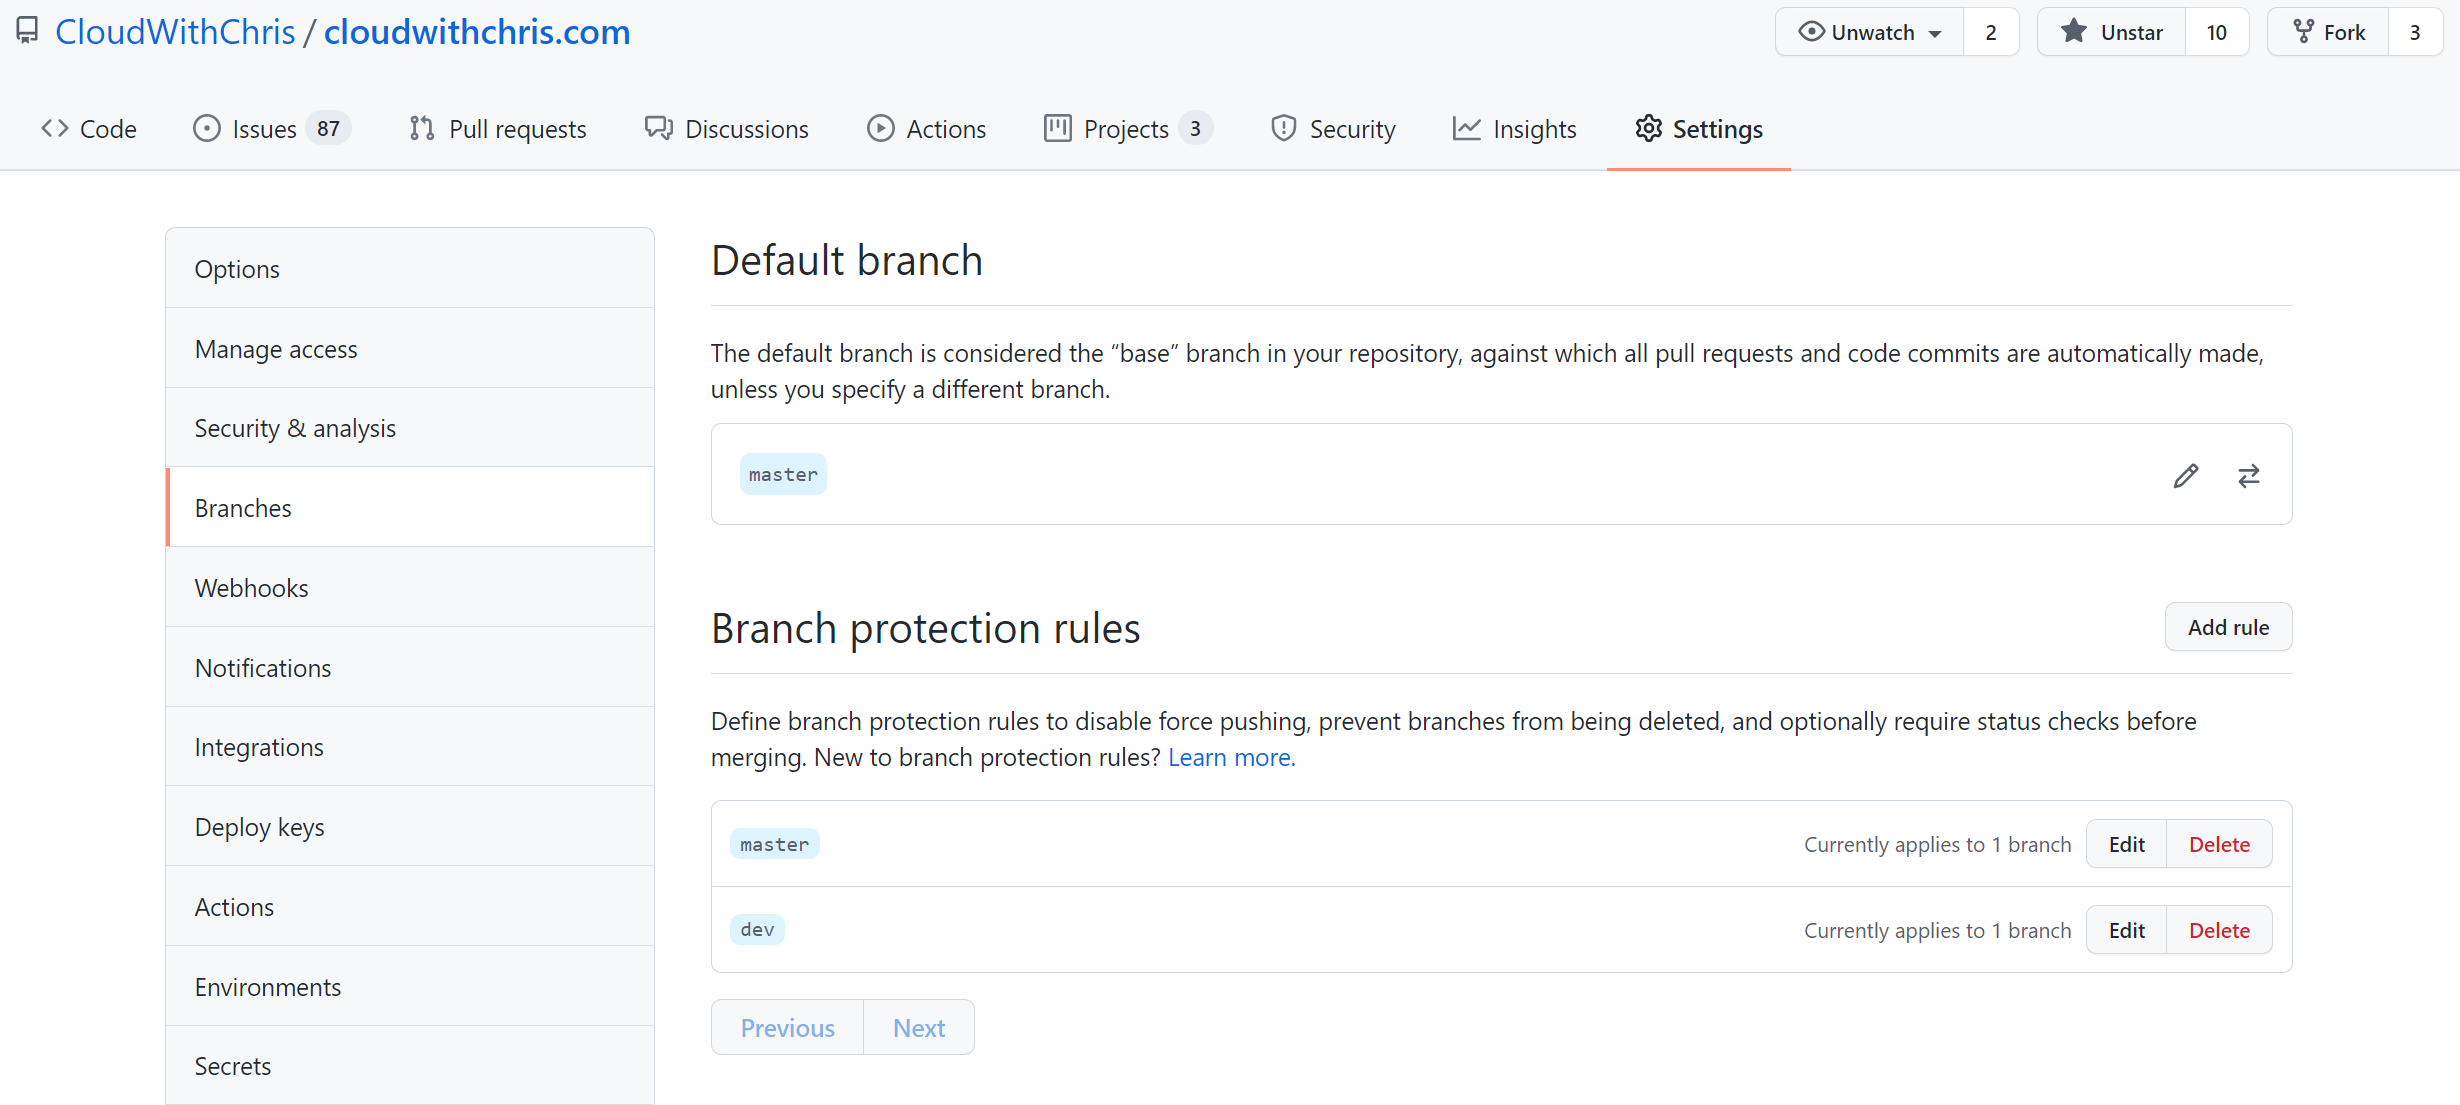 CloudWithChris / cloudwithchris.com
Unwatch 2
Unstar 10
Fork 3
Code
Issues 87
Pull requests
Discussions
Actions
Projects 3
Security
Insights
Settings
Options
Manage access
Security & analysis
Branches
Webhooks
Notifications
Integrations
Deploy keys
Actions
Environments
Secrets
Default branch
The default branch is considered the “base” branch in your repository, against which all pull requests and code commits are automatically made,
unless you specify a different branch.
master
Branch protection rules
Add rule
Define branch protection rules to disable force pushing, prevent branches from being deleted, and optionally require status checks before
merging. New to branch protection rules? Learn more.
master Currently applies to 1 branch Edit Delete
dev Currently applies to 1 branch Edit Delete
Previous Next